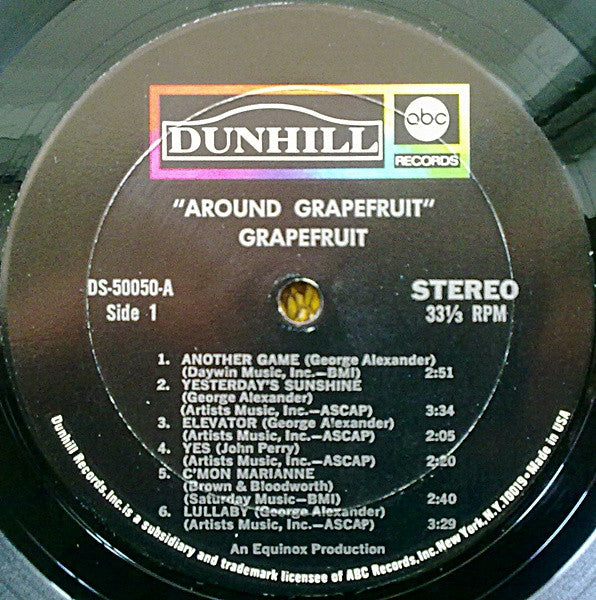 DUNHILL
abc
RECORDS
"AROUND GRAPEFRUIT"
GRAPEFRUIT
DS-50050-A
Side 1
STEREO
33⅓ RPM
1. ANOTHER GAME (George Alexander)
(Daywin Music, Inc.—BMI) 2:51
2. YESTERDAY'S SUNSHINE
(George Alexander)
(Artists Music, Inc.—ASCAP) 3:34
3. ELEVATOR (George Alexander)
(Artists Music, Inc.—ASCAP) 2:05
4. YES (John Perry)
(Artists Music, Inc.—ASCAP) 2:20
5. C'MON MARIANNE
(Brown & Bloodworth)
(Saturday Music—BMI) 2:40
6. LULLABY (George Alexander)
(Artists Music, Inc.—ASCAP) 3:29
An Equinox Production
Dunhill Records, Inc. is a subsidiary and trademark licensee of ABC Records, Inc. New York, N.Y. 10019 • Made in USA